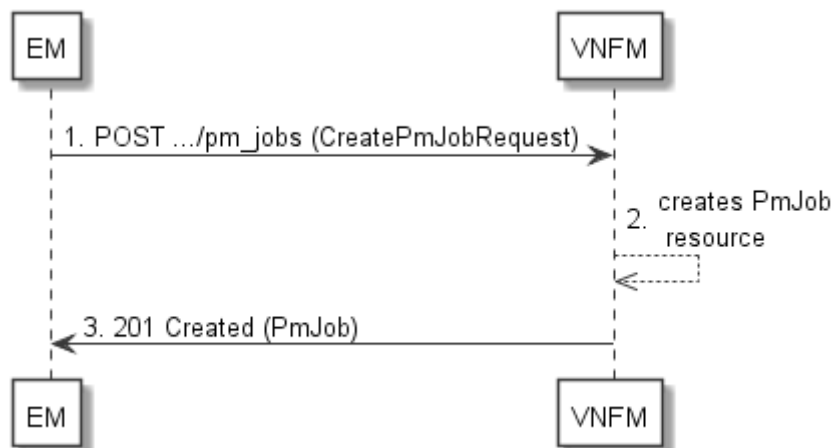 EM
VNFM
1. POST .../pm_jobs (CreatePmJobRequest)
2. creates PmJob
resource
3. 201 Created (PmJob)
EM
VNFM